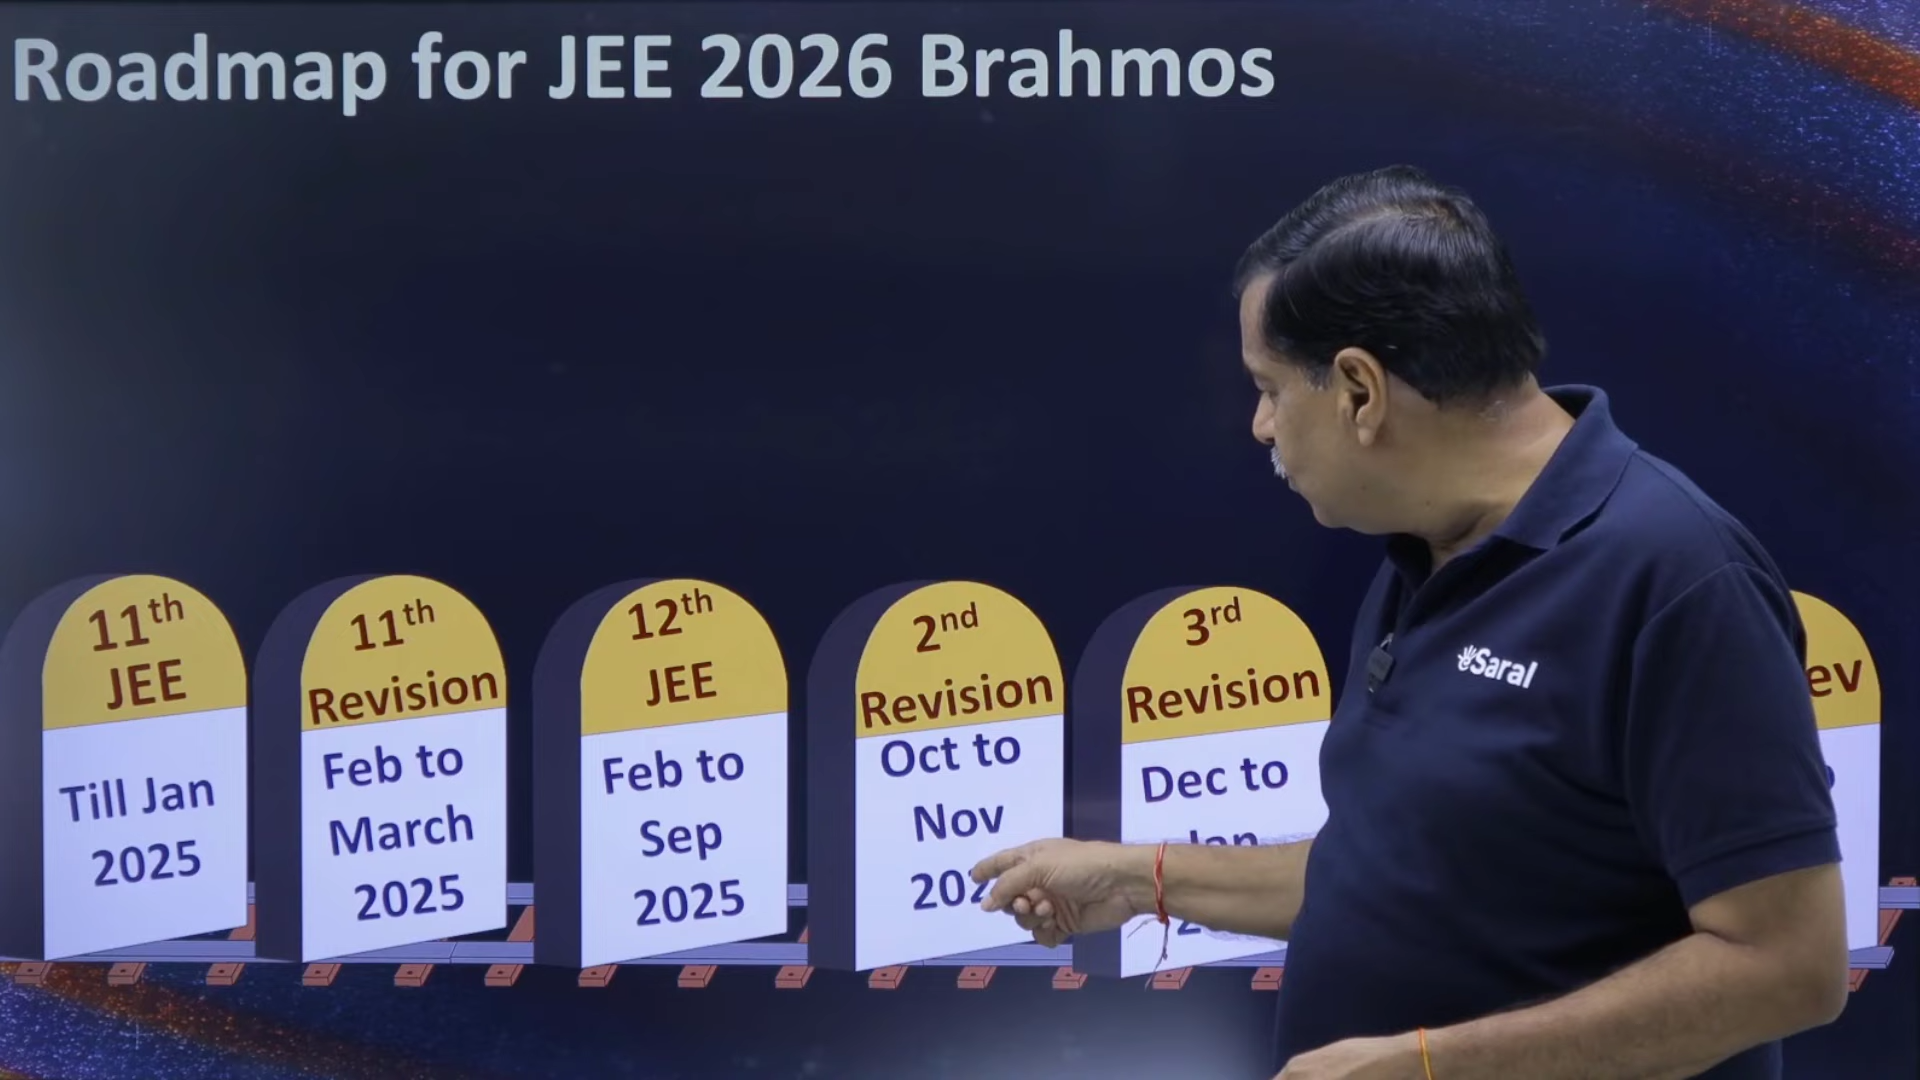 Roadmap for JEE 2026 Brahmos
11th
JEE
Till Jan
2025
11th
Revision
Feb to
March
2025
12th
JEE
Feb to
Sep
2025
2nd
Revision
Oct to
Nov
3rd
Revision
Dec to
Jan
eSaral